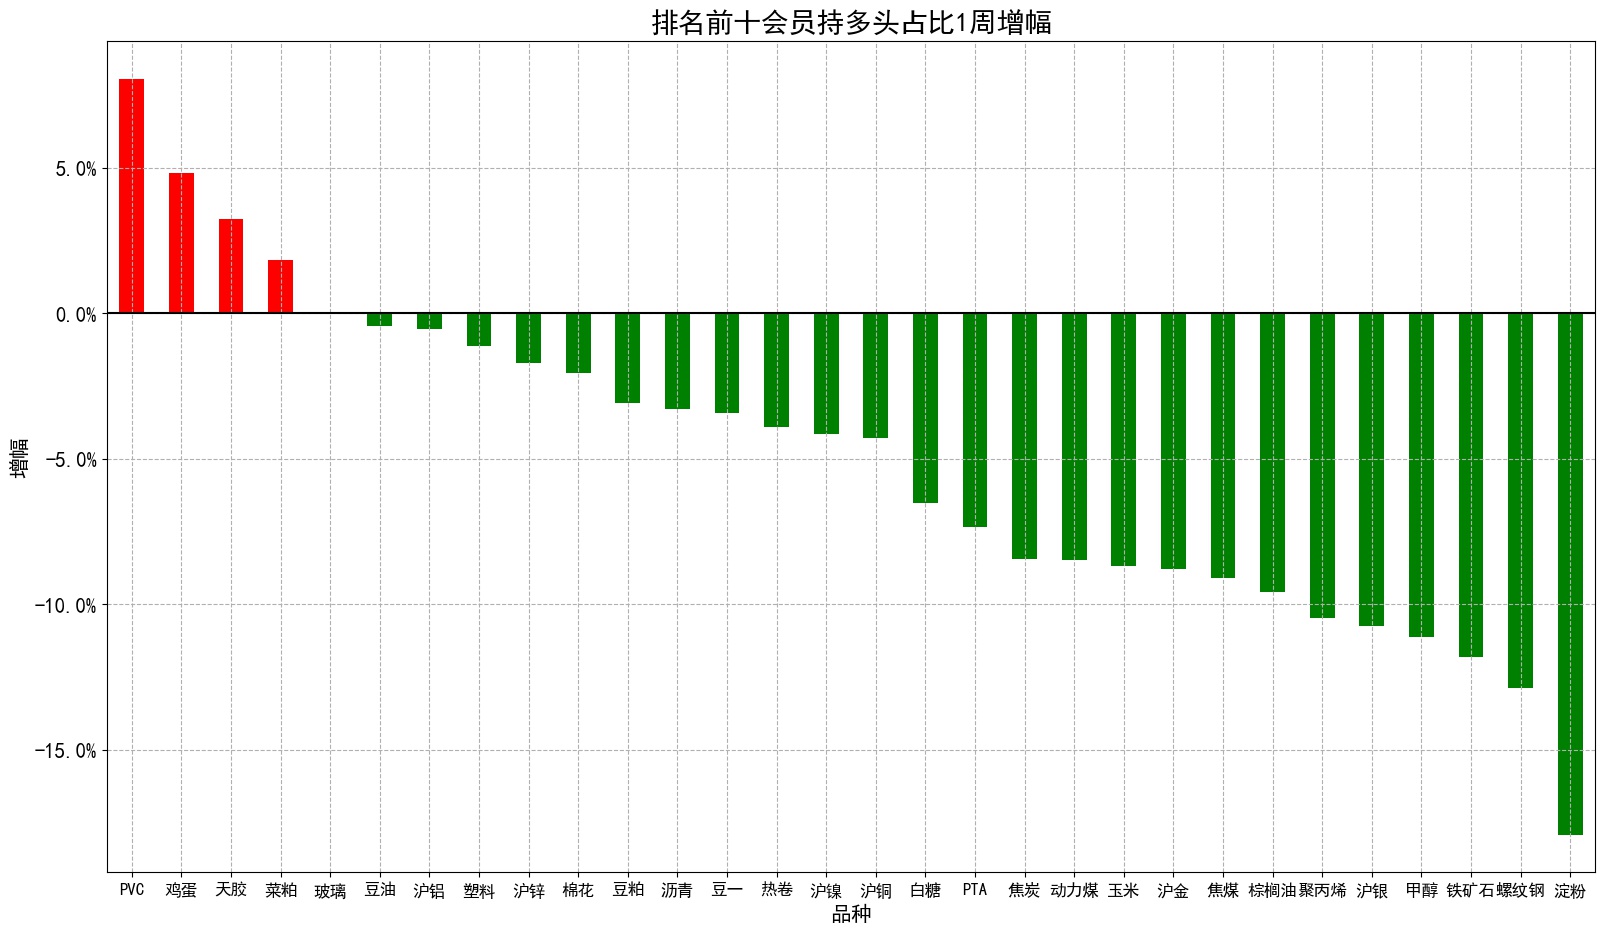 排名前十会员持多头占比1周增幅
5.0%
0.0%
-5.0%
-10.0%
-15.0%
增幅
PVC 鸡蛋 天胶 菜粕 玻璃 豆油 沪铝 塑料 沪锌 棉花 豆粕 沥青 豆一 热卷 沪镍 沪铜 白糖 PTA 焦炭 动力煤 玉米 沪金 焦煤 棕榈油 聚丙烯 沪银 甲醇 铁矿石 螺纹钢 淀粉
品种